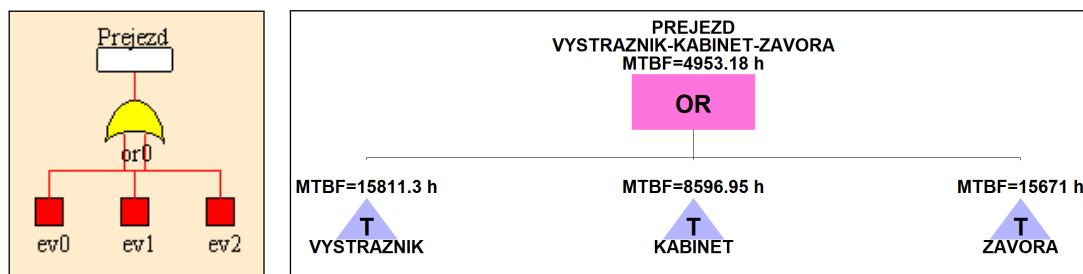 Prejezd
or0
ev0 ev1 ev2
PREJEZD
VYSTRAZNIK-KABINET-ZAVORA
MTBF=4953.18 h
OR
MTBF=15811.3 h MTBF=8596.95 h MTBF=15671 h
T T T
VYSTRAZNIK KABINET ZAVORA